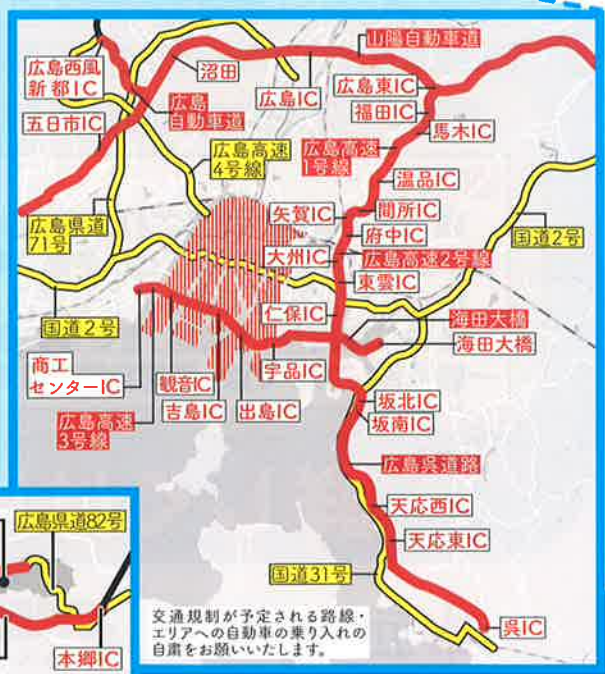 山陽自動車道
広島西風
新都IC
沼田
広島
自動車道
広島IC
広島東IC
福田IC
馬木IC
五日市IC
広島高速
4号線
広島高速
1号線
温品IC
間所IC
矢賀IC
府中IC
広島県道
71号
国道2号
大州IC
広島高速2号線
東雲IC
国道2号
仁保IC
海田大橋
海田大橋
商工
センターIC
観音IC
宇品IC
吉島IC
出島IC
広島高速
3号線
坂北IC
坂南IC
広島呉道路
天応西IC
天応東IC
広島県道82号
国道31号
呉IC
本郷IC
交通規制が予定される路線・
エリアへの自動車の乗り入れの
自粛をお願いいたします。